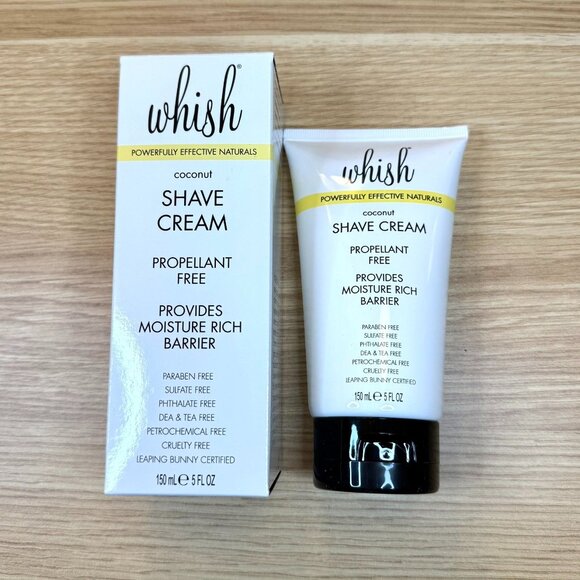 whish®
POWERFULLY EFFECTIVE NATURALS
coconut
SHAVE
CREAM
PROPELLANT
FREE
PROVIDES
MOISTURE RICH
BARRIER
PARABEN FREE
SULFATE FREE
PHTHALATE FREE
DEA & TEA FREE
PETROCHEMICAL FREE
CRUELTY FREE
LEAPING BUNNY CERTIFIED
150 mL ℮ 5 FL OZ
whish
POWERFULLY EFFECTIVE NATURALS
coconut
SHAVE CREAM
PROPELLANT
FREE
PROVIDES
MOISTURE RICH
BARRIER
PARABEN FREE
SULFATE FREE
PHTHALATE FREE
DEA & TEA FREE
PETROCHEMICAL FREE
CRUELTY FREE
LEAPING BUNNY CERTIFIED
150 mL ℮ 5 FL OZ